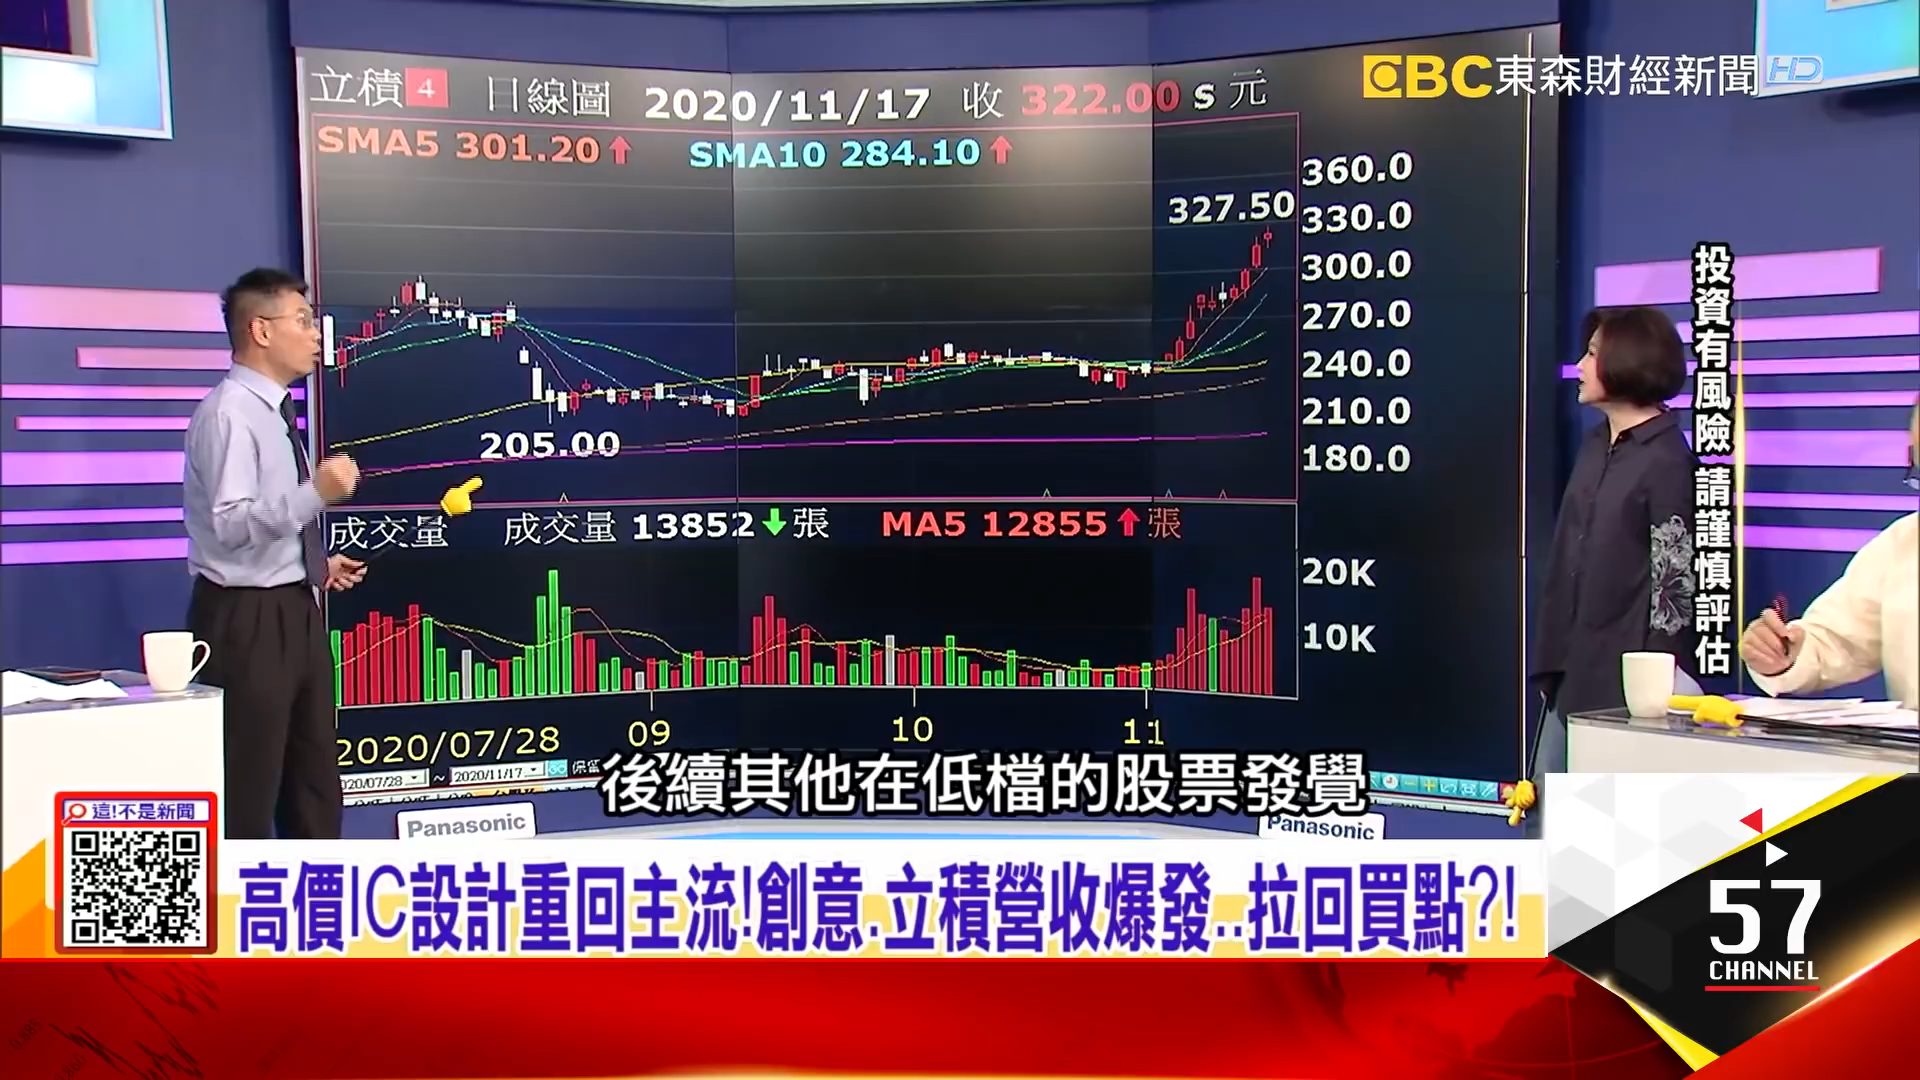 EBC東森財經新聞HD
立積 4 日線圖 2020/11/17 收 322.00 s 元
SMA5 301.20↑ SMA10 284.10↑
360.0
327.50
330.0
300.0
270.0
240.0
210.0
205.00
180.0
成交量 成交量 13852↓張 MA5 12855↑張
20K
10K
2020/07/28 09 10 11
2020/11/17
投資有風險 請謹慎評估
後續其他在低檔的股票發覺
Panasonic
Panasonic
這!不是新聞
高價IC設計重回主流!創意.立積營收爆發..拉回買點?!
57
CHANNEL